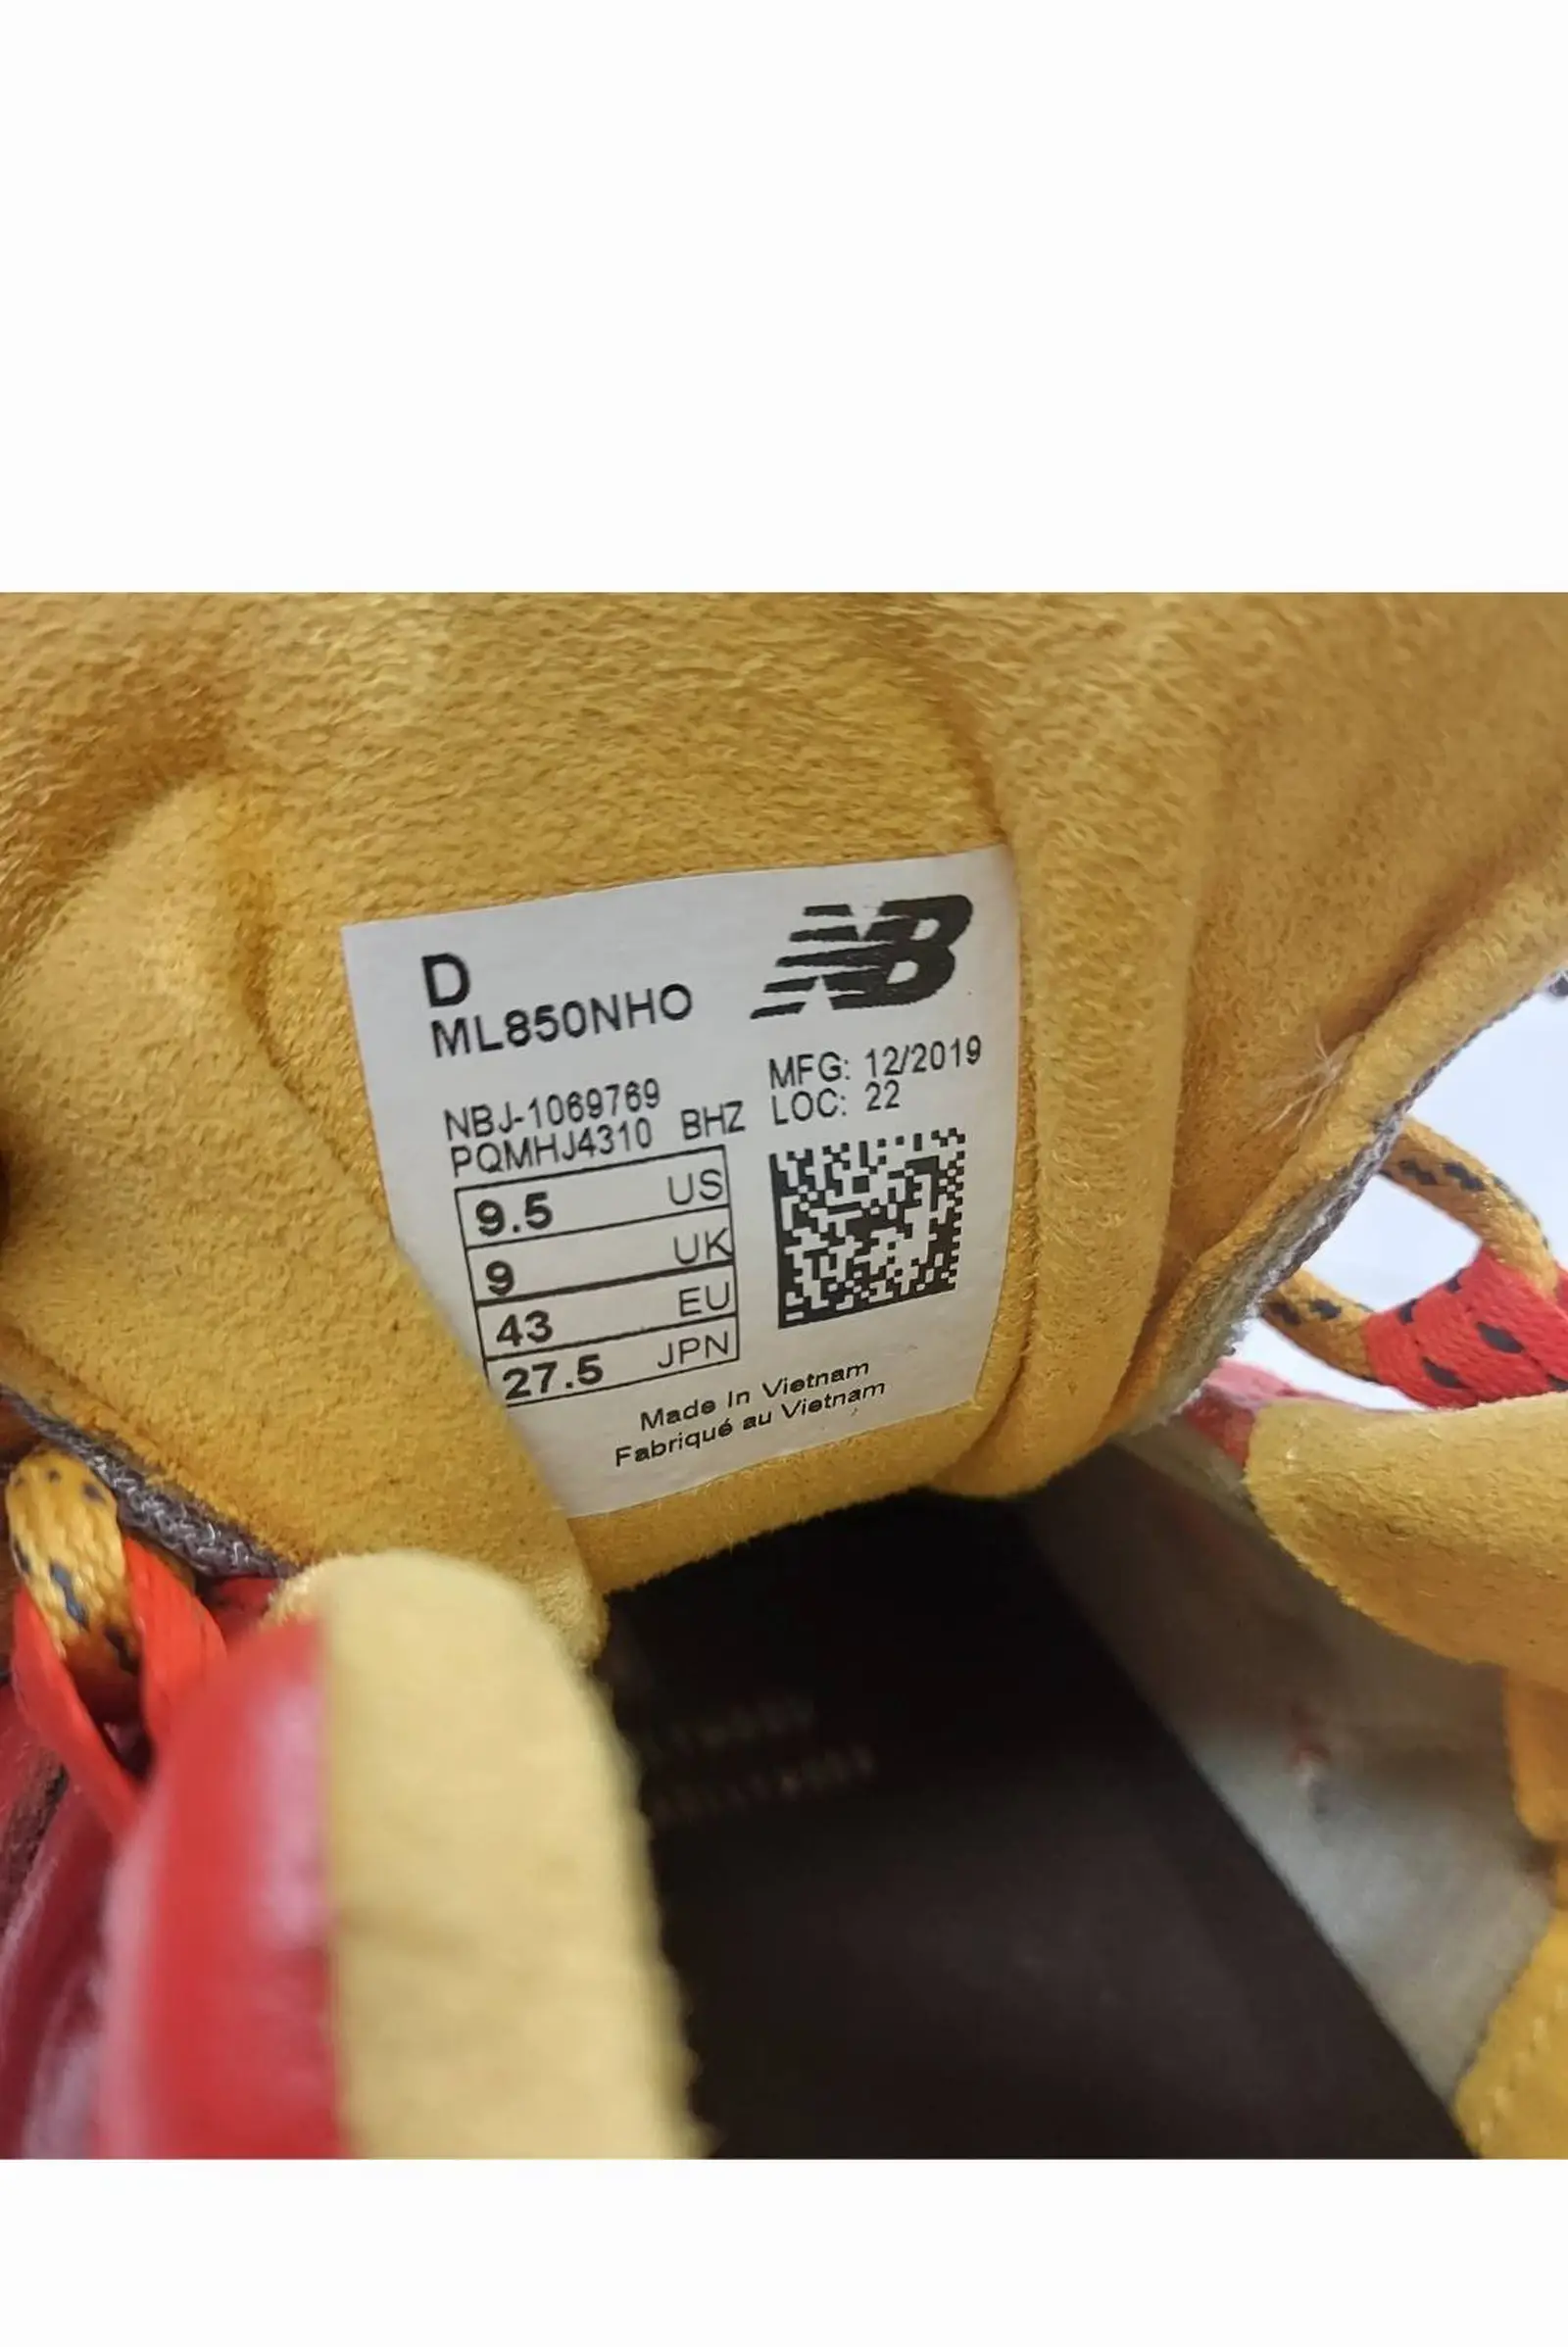 D
NB
ML850NHO
MFG: 12/2019
LOC: 22
NBJ-1069769
PQMHJ4310 BHZ
9.5 US
9 UK
43 EU
27.5 JPN
Made In Vietnam
Fabriqué au Vietnam